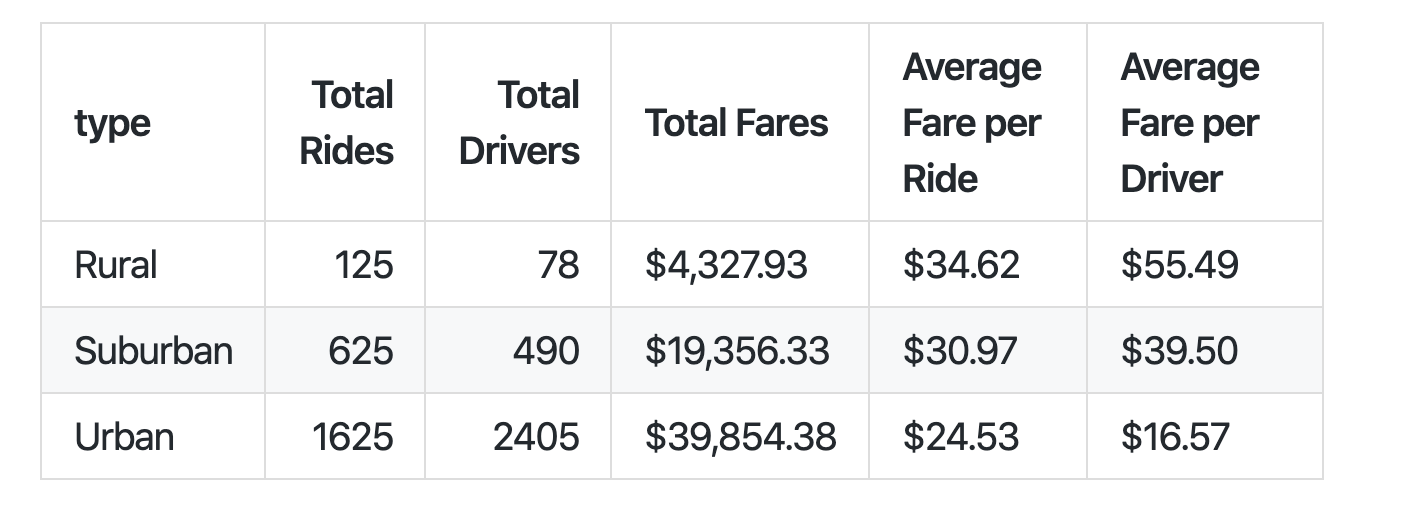 type Total Rides Total Drivers Total Fares Average Fare per Ride Average Fare per Driver
Rural 125 78 $4,327.93 $34.62 $55.49
Suburban 625 490 $19,356.33 $30.97 $39.50
Urban 1625 2405 $39,854.38 $24.53 $16.57